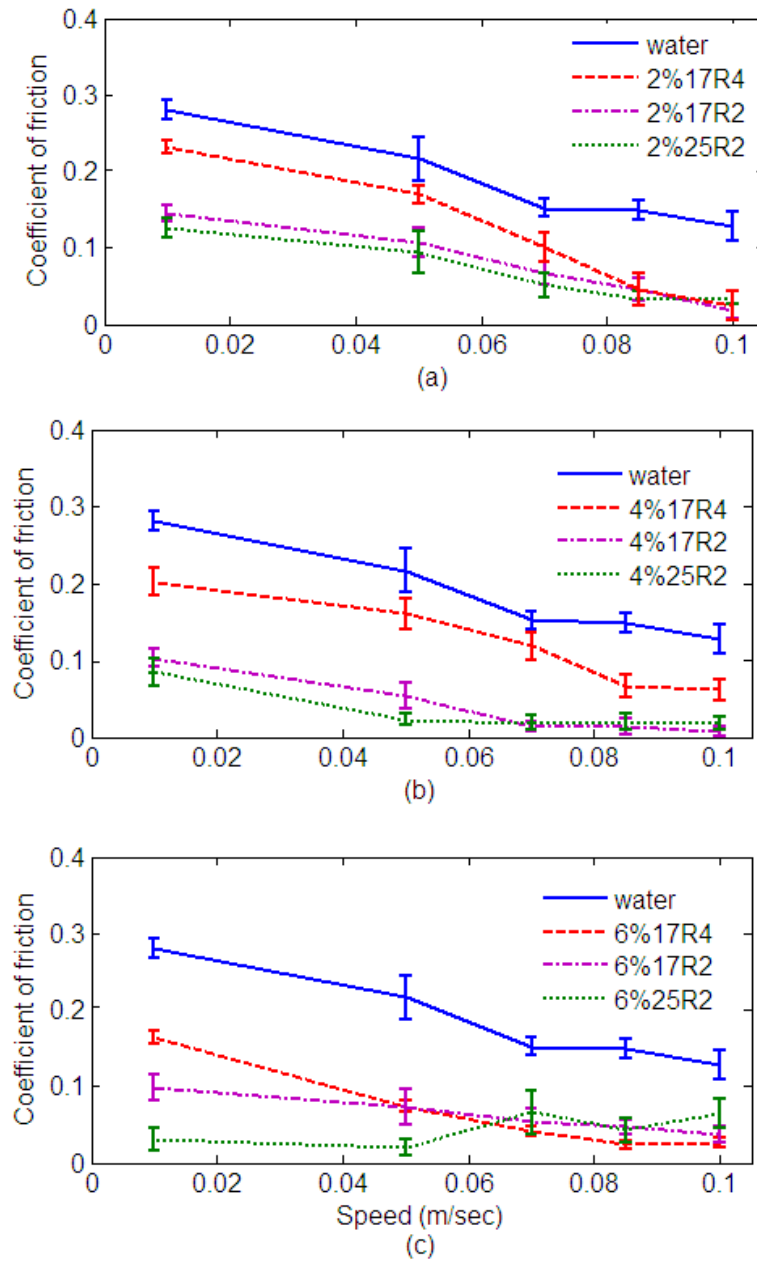 0.4
0.3
0.2
0.1
0
Coefficient of friction
water
2%17R4
2%17R2
2%25R2
0 0.02 0.04 0.06 0.08 0.1
(a)
0.4
0.3
0.2
0.1
0
Coefficient of friction
water
4%17R4
4%17R2
4%25R2
0 0.02 0.04 0.06 0.08 0.1
(b)
0.4
0.3
0.2
0.1
0
Coefficient of friction
water
6%17R4
6%17R2
6%25R2
0 0.02 0.04 0.06 0.08 0.1
Speed (m/sec)
(c)